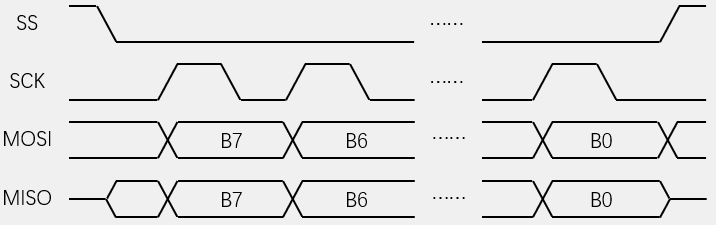 SS ……
SCK ……
MOSI B7 B6 …… B0
MISO B7 B6 …… B0